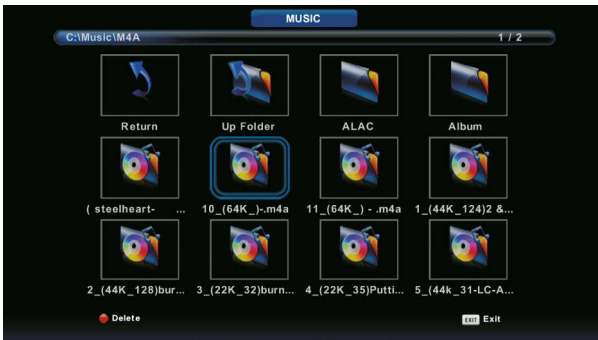 MUSIC
C:\Music\M4A 1 / 2
Return Up Folder ALAC Album
( steelheart- ... 10_(64K_)-.m4a 11_(64K_) - .m4a 1_(44K_124)2 &...
2_(44K_128)bur... 3_(22K_32)burn... 4_(22K_35)Putti... 5_(44k_31-LC-A...
Delete EXIT Exit